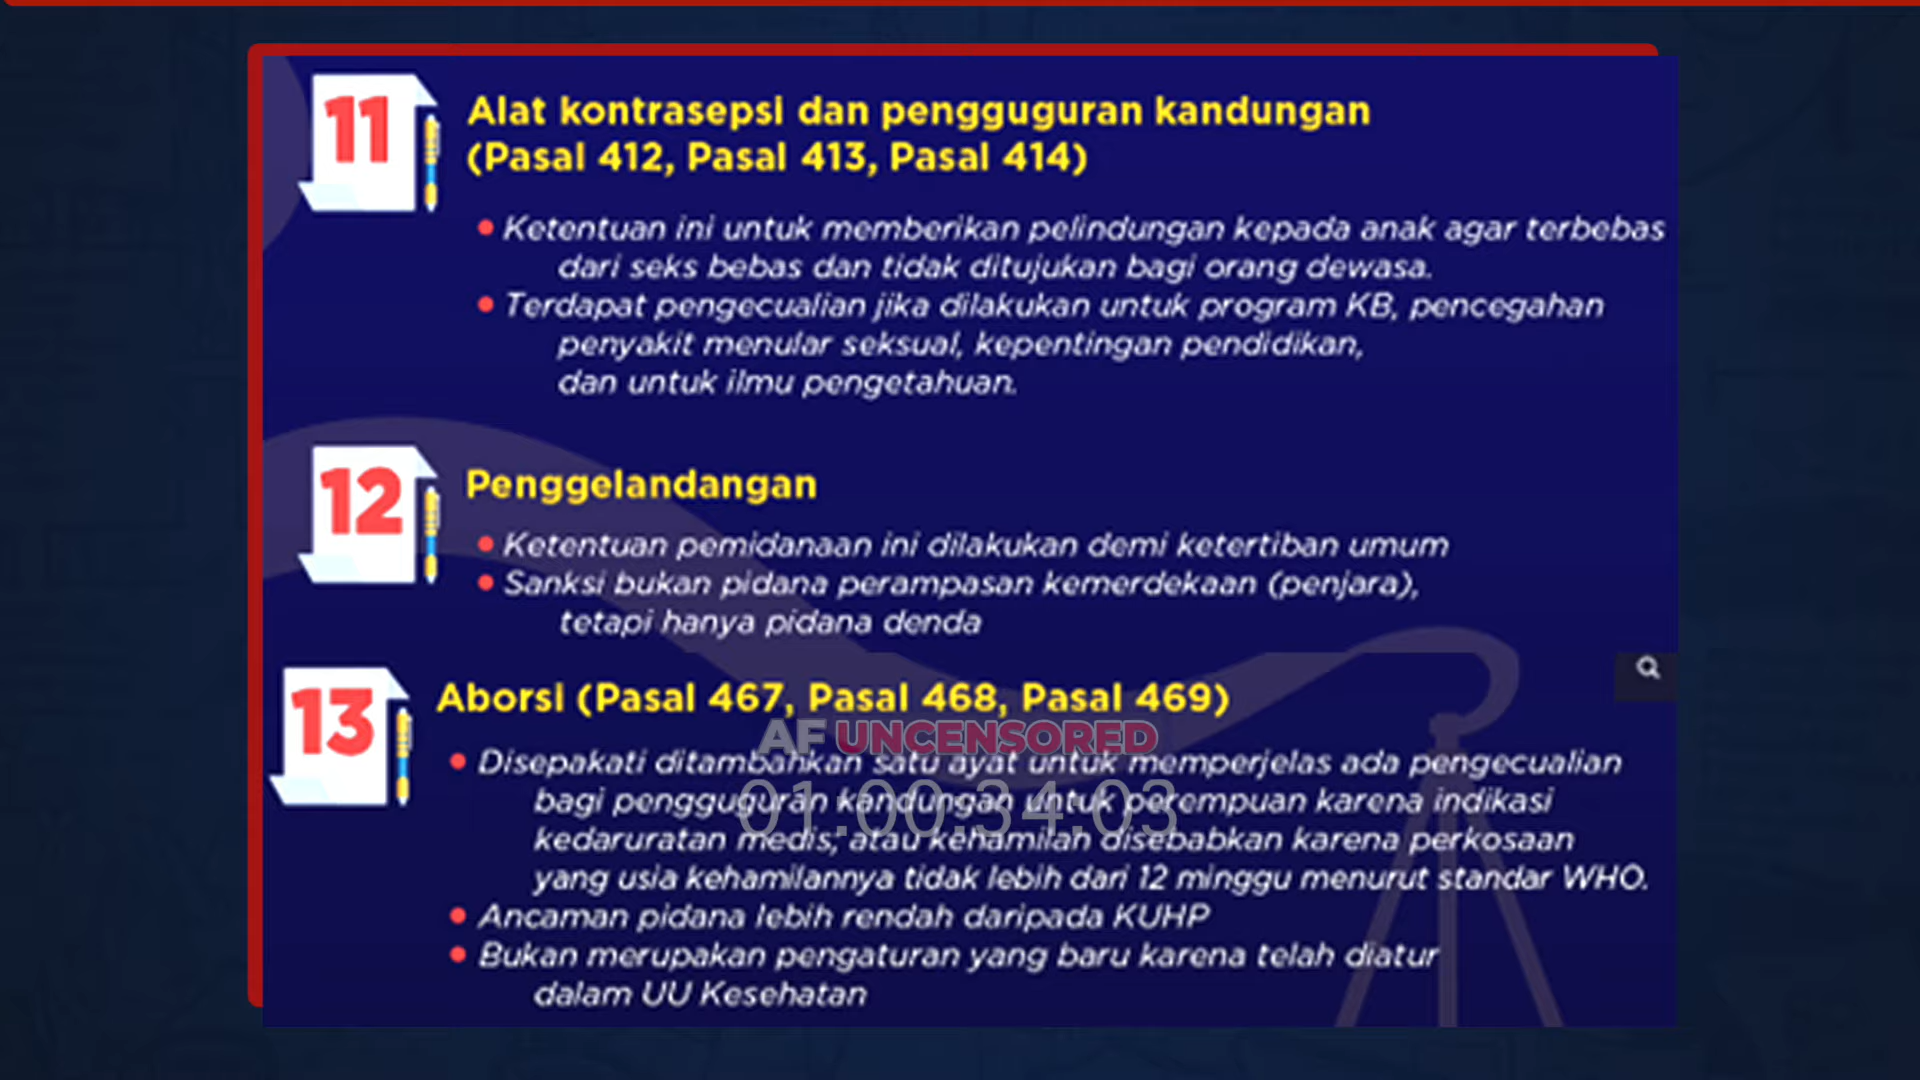 11
Alat kontrasepsi dan pengguguran kandungan
(Pasal 412, Pasal 413, Pasal 414)
Ketentuan ini untuk memberikan pelindungan kepada anak agar terbebas
dari seks bebas dan tidak ditujukan bagi orang dewasa.
Terdapat pengecualian jika dilakukan untuk program KB, pencegahan
penyakit menular seksual, kepentingan pendidikan,
dan untuk ilmu pengetahuan.
12
Penggelandangan
Ketentuan pemidanaan ini dilakukan demi ketertiban umum
Sanksi bukan pidana perampasan kemerdekaan (penjara),
tetapi hanya pidana denda
13
Aborsi (Pasal 467, Pasal 468, Pasal 469)
AF UNCENSORED
Disepakati ditambahkan satu ayat untuk memperjelas ada pengecualian
bagi pengguguran kandungan untuk perempuan karena indikasi
01:00:34:03
kedaruratan medis, atau kehamilan disebabkan karena perkosaan
yang usia kehamilannya tidak lebih dari 12 minggu menurut standar WHO.
Ancaman pidana lebih rendah daripada KUHP
Bukan merupakan pengaturan yang baru karena telah diatur
dalam UU Kesehatan